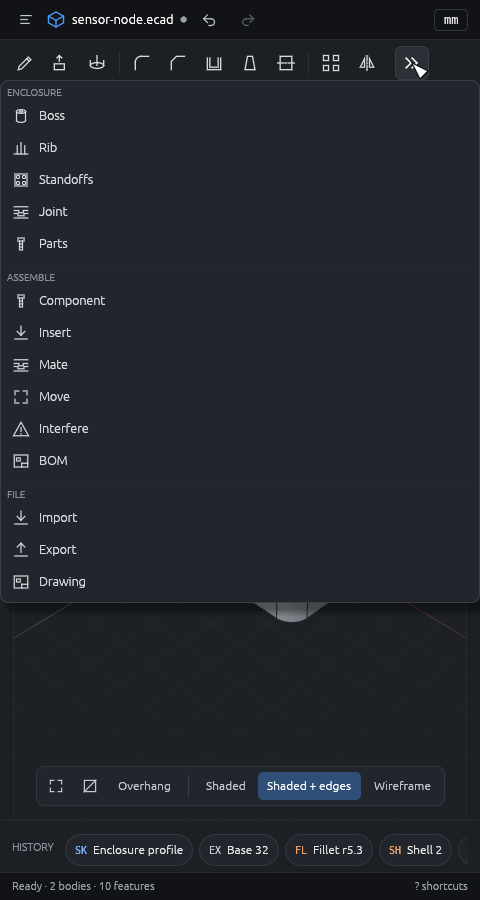 sensor-node.ecad
mm
ENCLOSURE
Boss
Rib
Standoffs
Joint
Parts
ASSEMBLE
Component
Insert
Mate
Move
Interfere
BOM
FILE
Import
Export
Drawing
Overhang
Shaded
Shaded + edges
Wireframe
HISTORY
SK Enclosure profile
EX Base 32
FL Fillet r5.3
SH Shell 2
Ready · 2 bodies · 10 features
? shortcuts